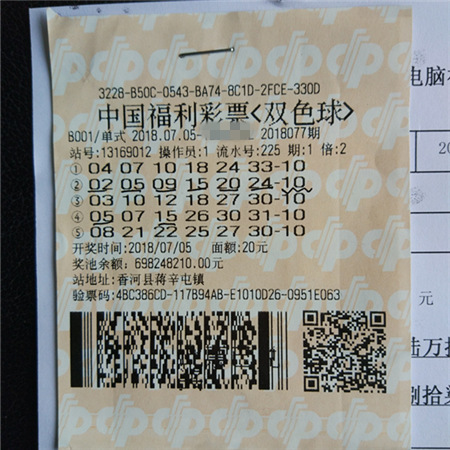 3228-B50C-0543-BA74-8C1D-2FCE-330D
中国福利彩票<双色球>
B001/单式 2018.07.05- 2018077期
站号:13169012 操作员:1 流水号:225 期:1 倍:2
① 04 07 10 18 24 33-10
② 02 05 09 15 20 24-10
③ 03 10 12 18 27 30-10
④ 05 07 15 26 30 31-10
⑤ 08 21 22 25 27 30-10
开奖时间:2018/07/05 面额:20元
奖池余额: 698248210.00元
站地址:香河县蒋辛屯镇
验票码:4BC386CD-117B94AB-E1010D26-0951E063
电脑
20
元
陆万
捌拾